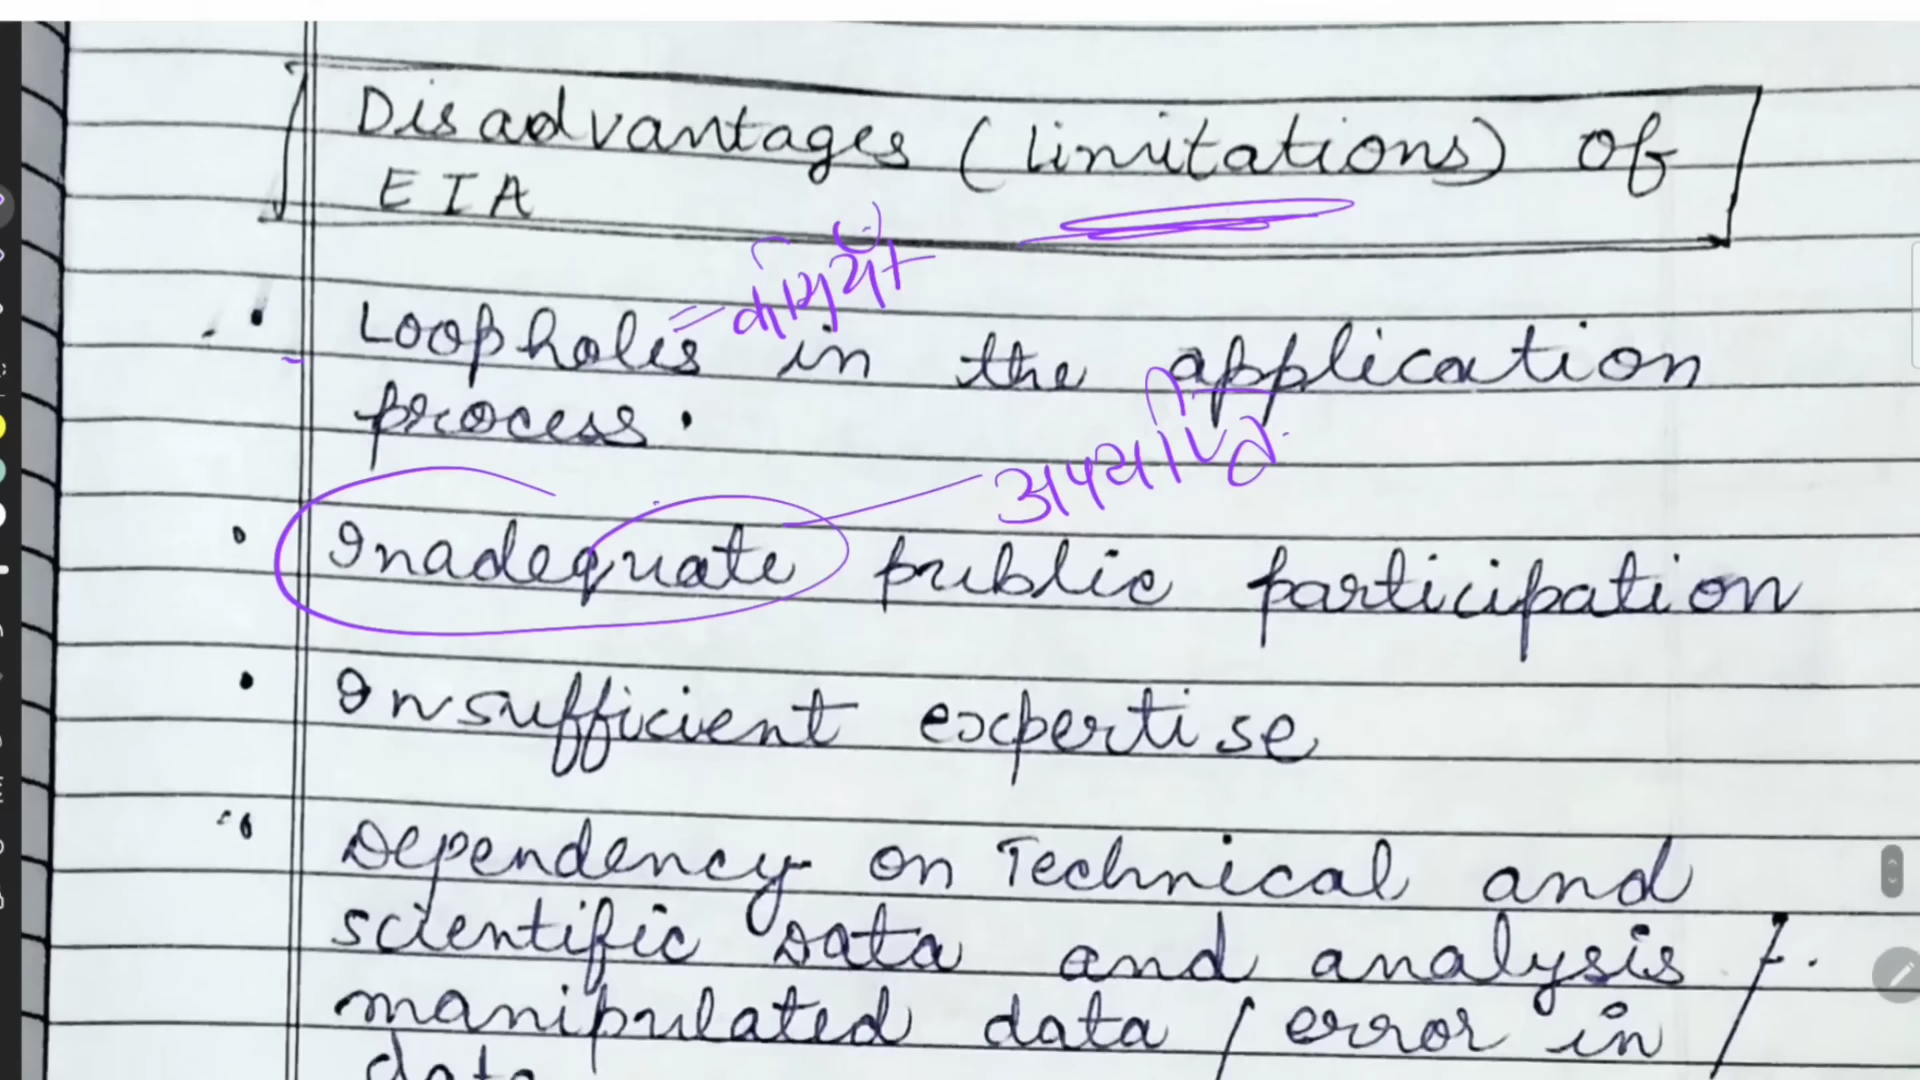 Disadvantages (limitations) of
EIA
Loopholes in the application
process.
अपर्याप्त
Inadequate public participation
Insufficient expertise
Dependency on Technical and
scientific Data and analysis /
manipulated data / error in
data